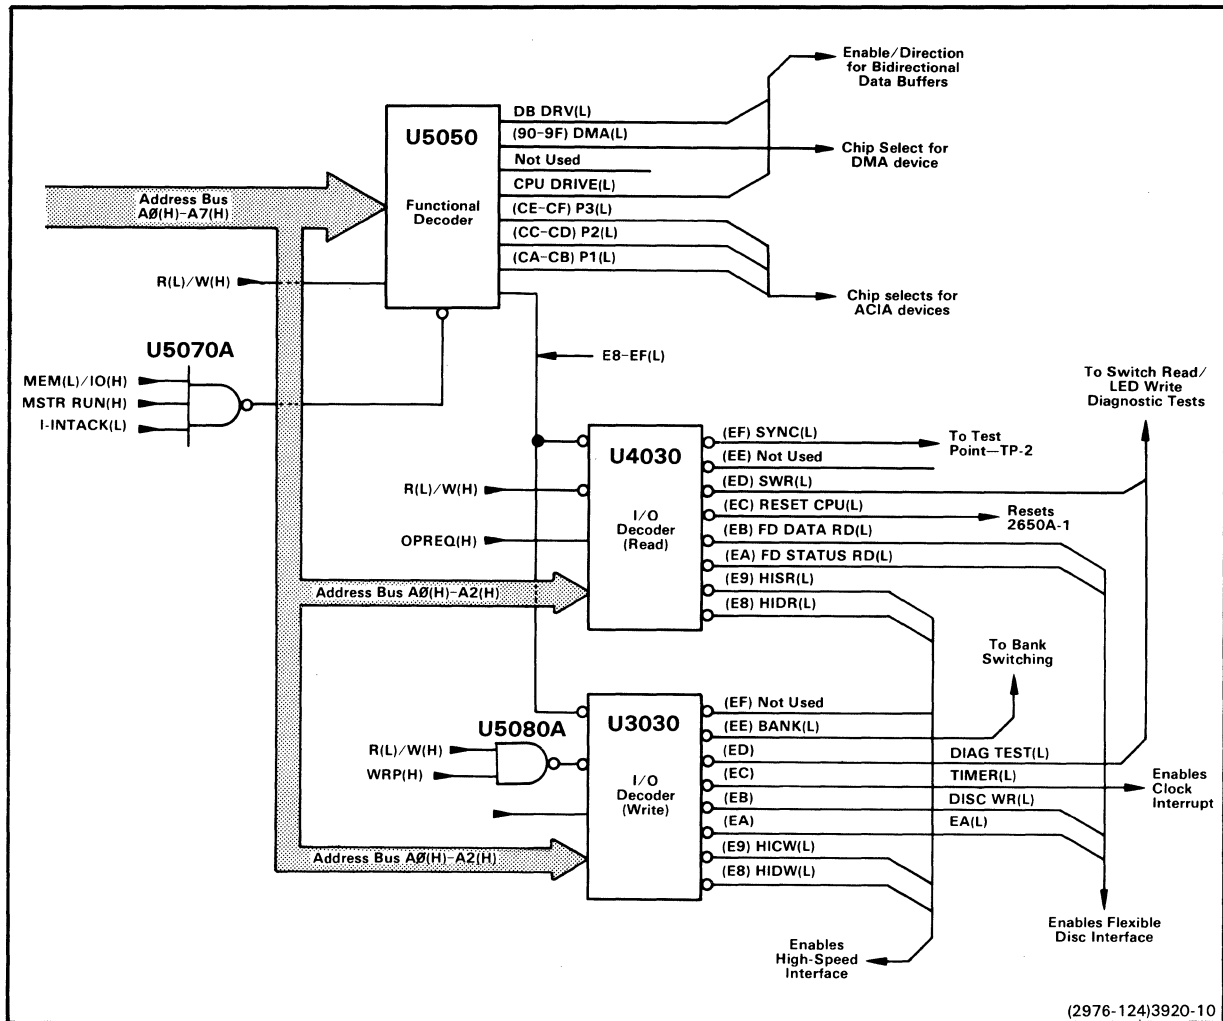 Enable/Direction
for Bidirectional
Data Buffers
DB DRV(L)
U5050
(90-9F) DMA(L)
Chip Select for
DMA device
Not Used
CPU DRIVE(L)
Address Bus
AØ(H)-A7(H)
Functional
Decoder
(CE-CF) P3(L)
(CC-CD) P2(L)
(CA-CB) P1(L)
R(L)/W(H)
Chip selects for
ACIA devices
U5070A
E8-EF(L)
MEM(L)/IO(H)
MSTR RUN(H)
I-INTACK(L)
To Switch Read/
LED Write
Diagnostic Tests
U4030
(EF) SYNC(L)
To Test
Point—TP-2
(EE) Not Used
(ED) SWR(L)
R(L)/W(H)
I/O
Decoder
(Read)
(EC) RESET CPU(L)
Resets
2650A-1
OPREQ(H)
(EB) FD DATA RD(L)
(EA) FD STATUS RD(L)
(E9) HISR(L)
Address Bus AØ(H)-A2(H)
(E8) HIDR(L)
To Bank
Switching
U3030
(EF) Not Used
U5080A
(EE) BANK(L)
R(L)/W(H)
(ED)
DIAG TEST(L)
WRP(H)
I/O
Decoder
(Write)
(EC)
TIMER(L)
Enables
Clock
Interrupt
(EB)
DISC WR(L)
(EA)
EA(L)
(E9) HICW(L)
Address Bus AØ(H)-A2(H)
(E8) HIDW(L)
Enables Flexible
Disc Interface
Enables
High-Speed
Interface
(2976-124)3920-10